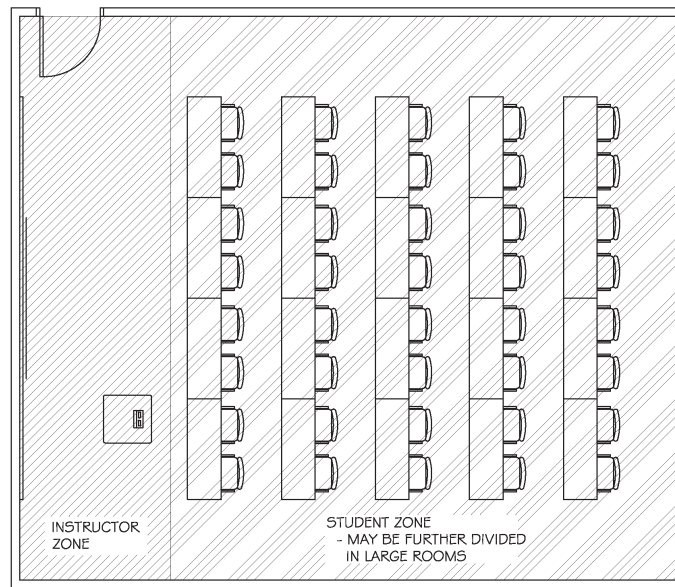 INSTRUCTOR
ZONE
STUDENT ZONE
- MAY BE FURTHER DIVIDED
IN LARGE ROOMS